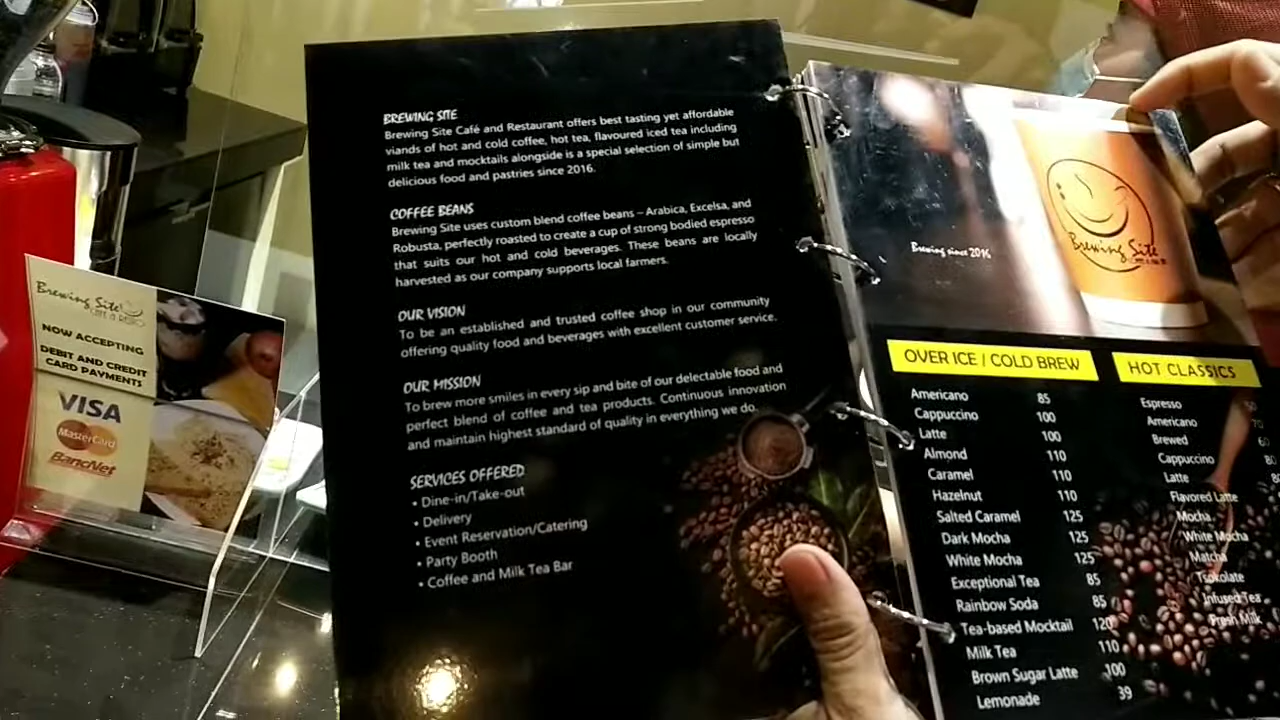 BREWING SITE
Brewing Site Café and Restaurant offers best tasting yet affordable
viands of hot and cold coffee, hot tea, flavoured iced tea including
milk tea and mocktails alongside is a special selection of simple but
delicious food and pastries since 2016.
COFFEE BEANS
Brewing Site uses custom blend coffee beans – Arabica, Excelsa, and
Robusta, perfectly roasted to create a cup of strong bodied espresso
that suits our hot and cold beverages. These beans are locally
harvested as our company supports local farmers.
OUR VISION
To be an established and trusted coffee shop in our community
offering quality food and beverages with excellent customer service.
OUR MISSION
To brew more smiles in every sip and bite of our delectable food and
perfect blend of coffee and tea products. Continuous innovation
and maintain highest standard of quality in everything we do.
SERVICES OFFERED
• Dine-in/Take-out
• Delivery
• Event Reservation/Catering
• Party Booth
• Coffee and Milk Tea Bar
Brewing since 2016
Brewing Site
OVER ICE / COLD BREW
Americano 85
Cappuccino 100
Latte 100
Almond 110
Caramel 110
Hazelnut 110
Salted Caramel 125
Dark Mocha 125
White Mocha 125
Exceptional Tea 85
Rainbow Soda 85
Tea-based Mocktail 120
Milk Tea 110
Brown Sugar Latte 100
Lemonade 39
HOT CLASSICS
Espresso 50
Americano 70
Brewed 60
Cappuccino 80
Latte
Flavored Latte
Mocha
White Mocha
Matcha
Tsokolate
Infused Tea
Fresh Milk
Brewing Site
CAFE & RESTO
NOW ACCEPTING
DEBIT AND CREDIT
CARD PAYMENTS
VISA
MasterCard
BancNet